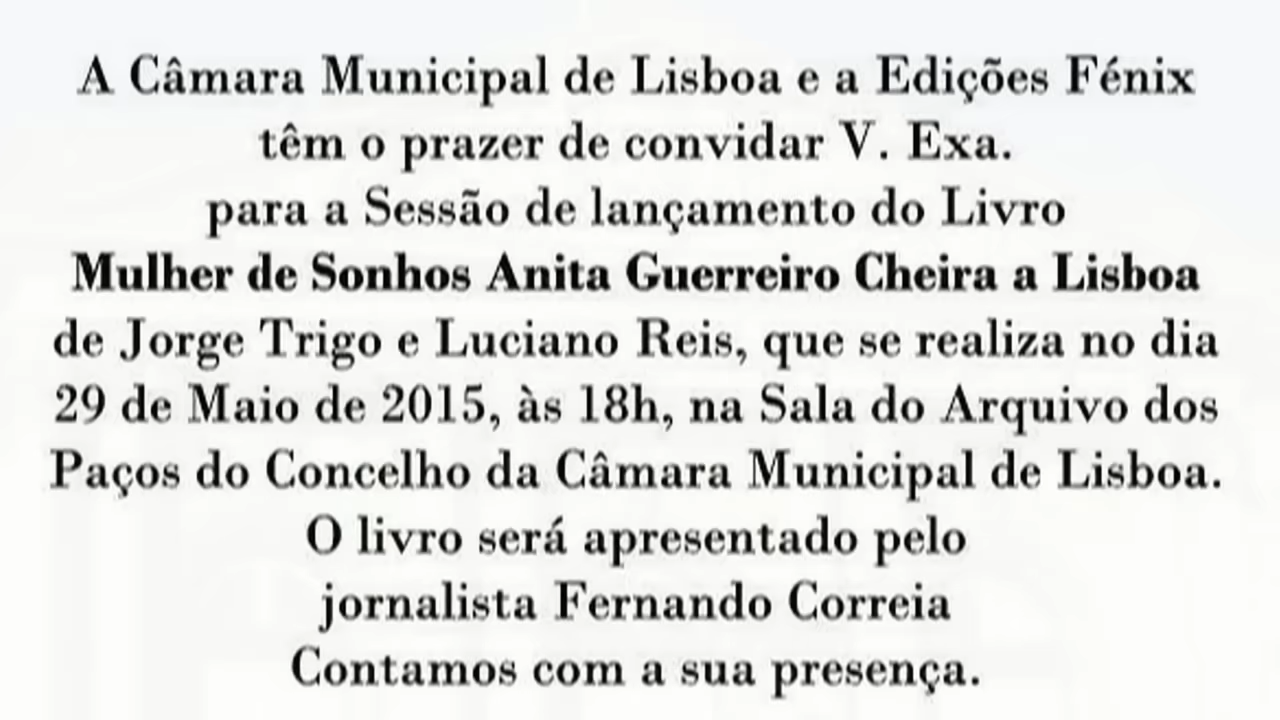 A Câmara Municipal de Lisboa e a Edições Fénix
têm o prazer de convidar V. Exa.
para a Sessão de lançamento do Livro
Mulher de Sonhos Anita Guerreiro Cheira a Lisboa
de Jorge Trigo e Luciano Reis, que se realiza no dia
29 de Maio de 2015, às 18h, na Sala do Arquivo dos
Paços do Concelho da Câmara Municipal de Lisboa.
O livro será apresentado pelo
jornalista Fernando Correia
Contamos com a sua presença.